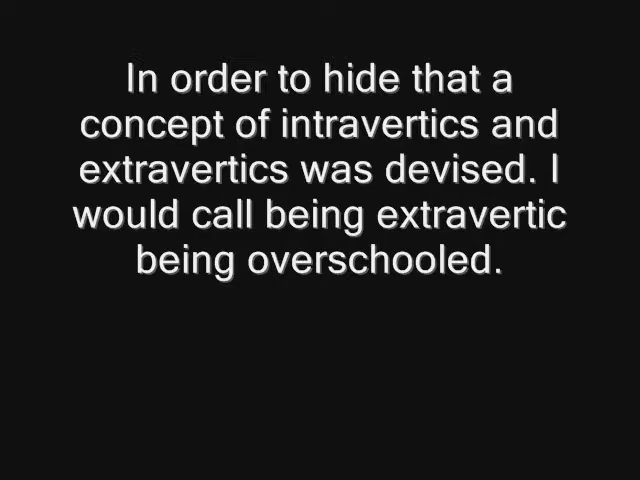 In order to hide that a
concept of intravertics and
extravertics was devised. I
would call being extravertic
being overschooled.